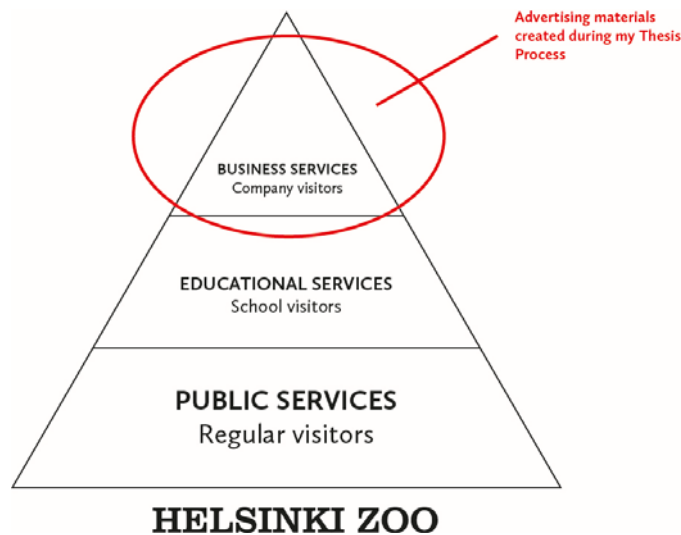 Advertising materials
created during my Thesis
Process
BUSINESS SERVICES
Company visitors
EDUCATIONAL SERVICES
School visitors
PUBLIC SERVICES
Regular visitors
HELSINKI ZOO